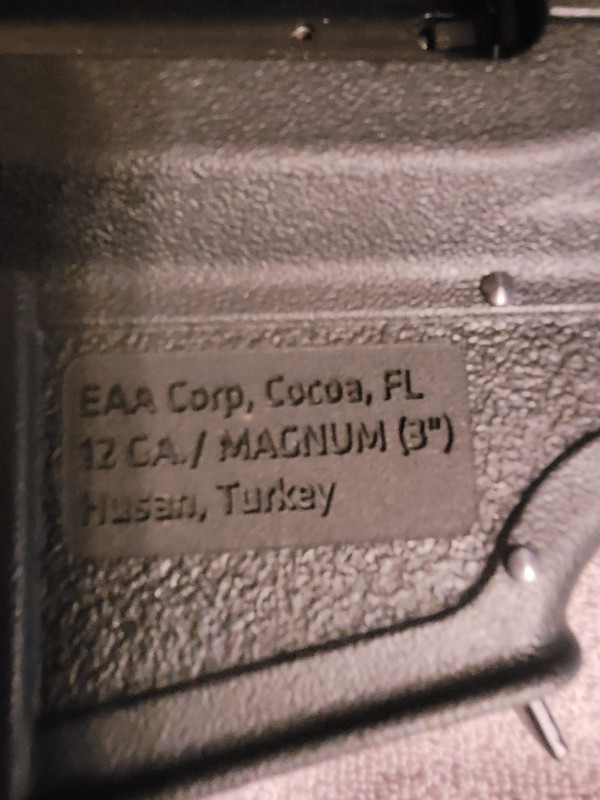 EAA Corp, Cocoa, FL
12 GA./ MAGNUM (3")
Husan, Turkey